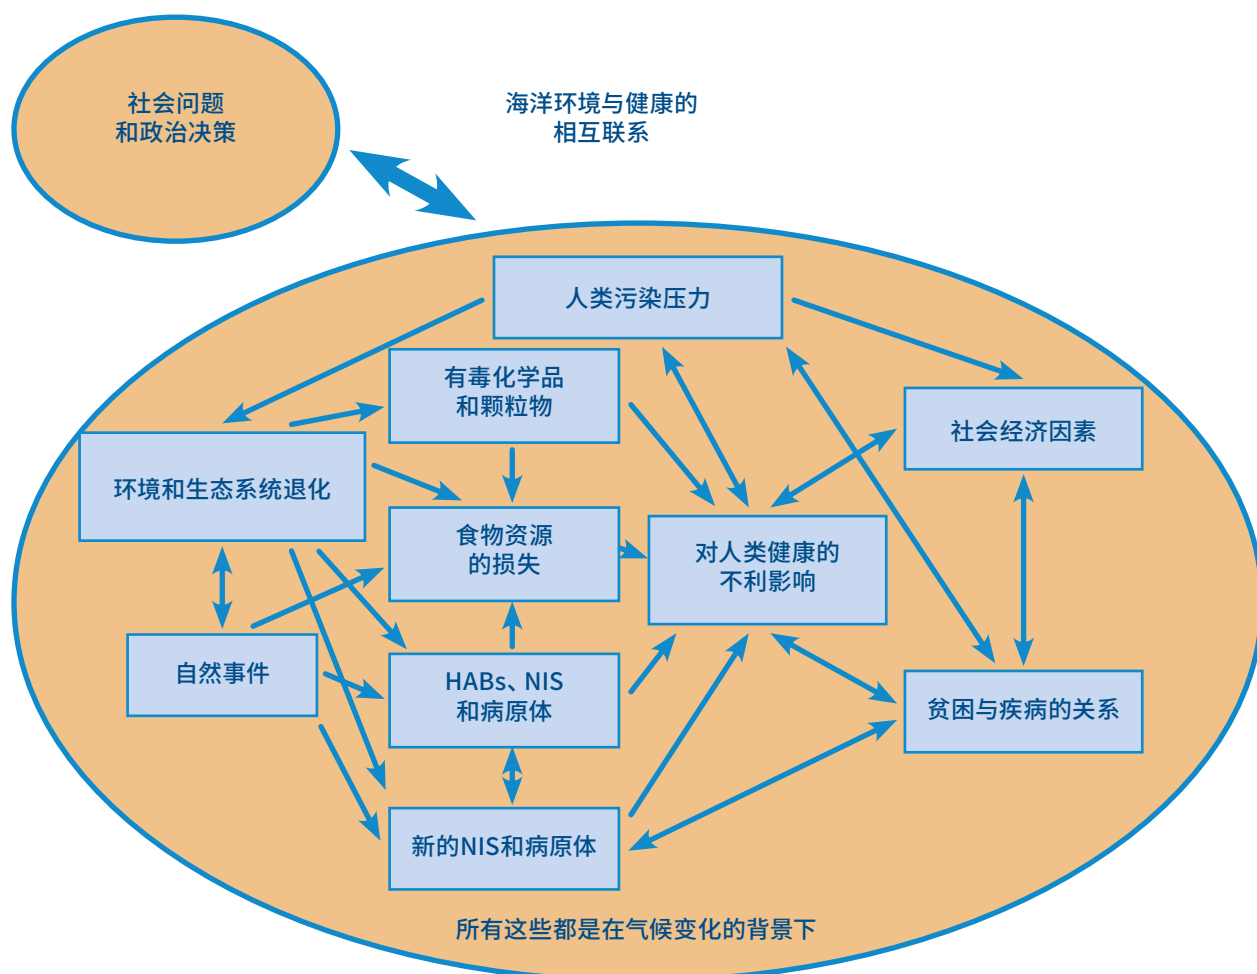 社会问题
和政治决策
海洋环境与健康的
相互联系
人类污染压力
有毒化学品
和颗粒物
社会经济因素
环境和生态系统退化
食物资源
的损失
对人类健康的
不利影响
自然事件
HABs、NIS
和病原体
贫困与疾病的关系
新的NIS和病原体
所有这些都是在气候变化的背景下